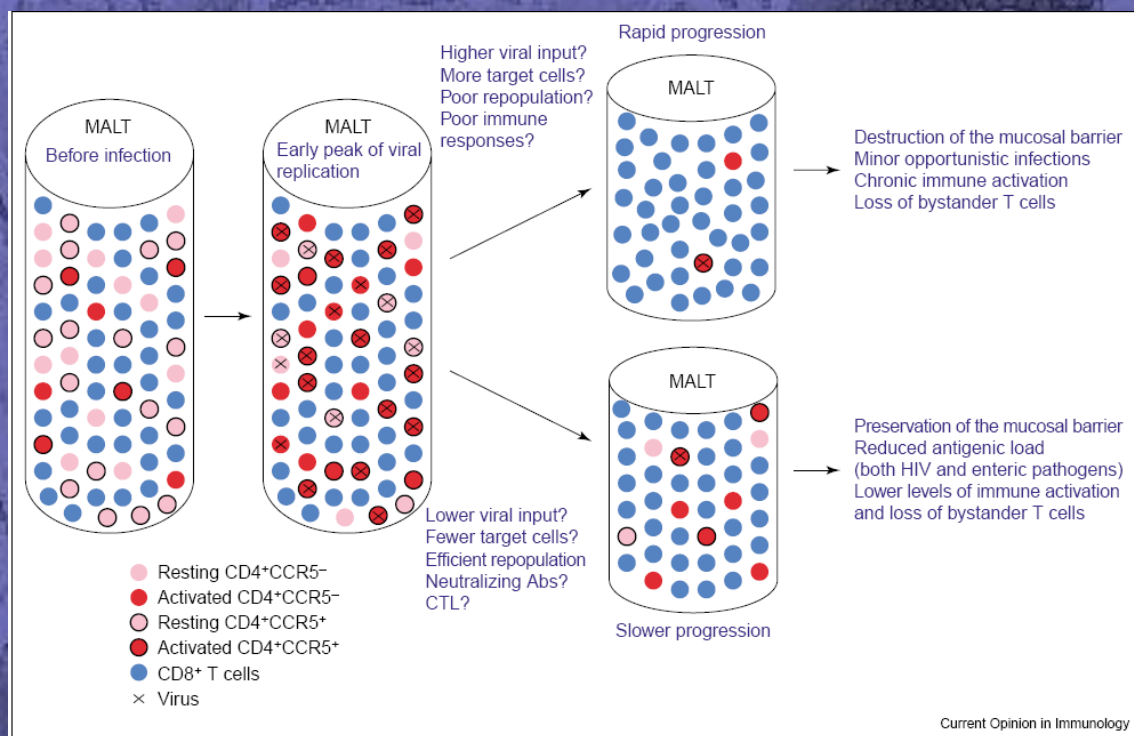 MALT
Before infection
MALT
Early peak of viral
replication
Higher viral input?
More target cells?
Poor repopulation?
Poor immune
responses?
Rapid progression
MALT
Destruction of the mucosal barrier
Minor opportunistic infections
Chronic immune activation
Loss of bystander T cells
Lower viral input?
Fewer target cells?
Efficient repopulation
Neutralizing Abs?
CTL?
MALT
Slower progression
Preservation of the mucosal barrier
Reduced antigenic load
(both HIV and enteric pathogens)
Lower levels of immune activation
and loss of bystander T cells
Resting CD4⁺CCR5⁻
Activated CD4⁺CCR5⁻
Resting CD4⁺CCR5⁺
Activated CD4⁺CCR5⁺
CD8⁺ T cells
Virus
Current Opinion in Immunology